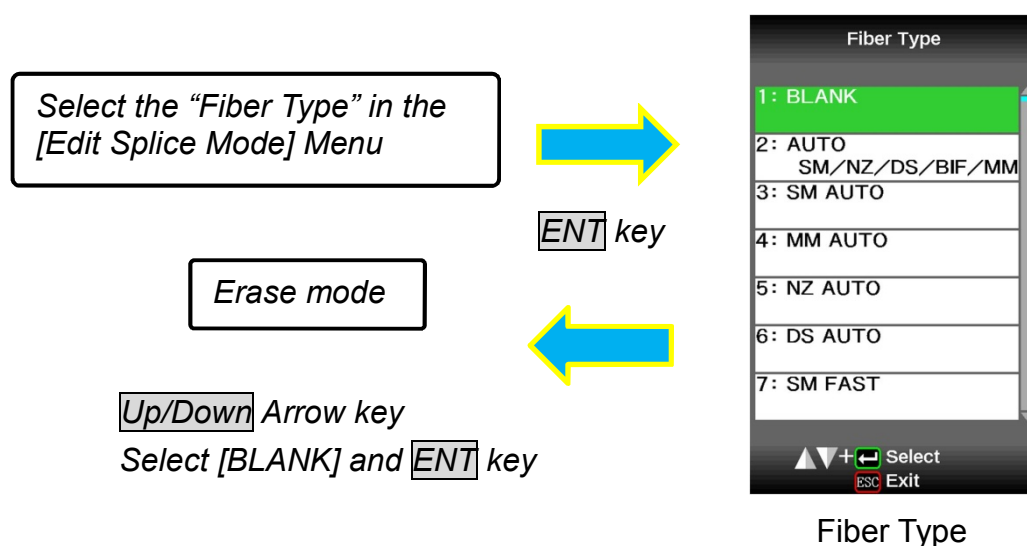 Select the “Fiber Type” in the
[Edit Splice Mode] Menu
ENT key
Erase mode
Up/Down Arrow key
Select [BLANK] and ENT key
Fiber Type
1: BLANK
2: AUTO
SM/NZ/DS/BIF/MM
3: SM AUTO
4: MM AUTO
5: NZ AUTO
6: DS AUTO
7: SM FAST
+ Select
ESC Exit
Fiber Type